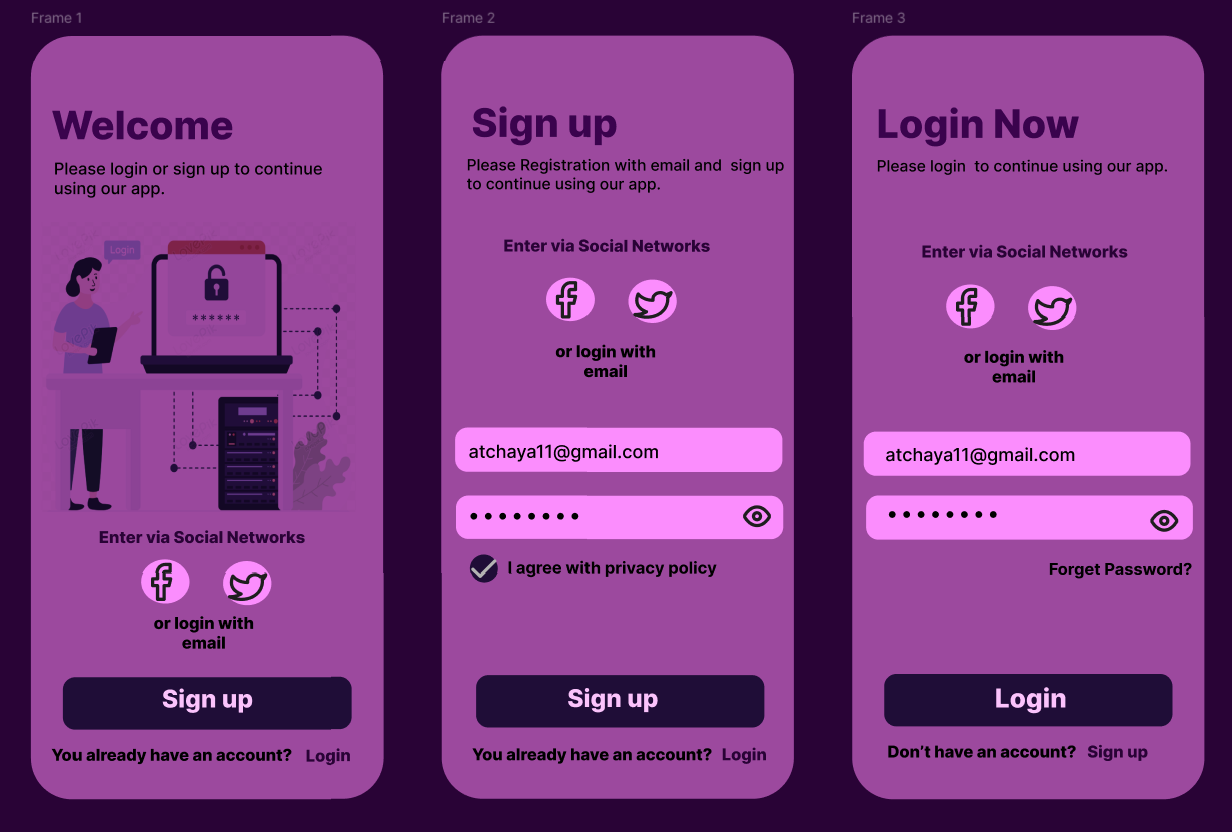 Frame 1
Welcome
Please login or sign up to continue
using our app.
Login
******
Enter via Social Networks
or login with
email
Sign up
You already have an account? Login
Frame 2
Sign up
Please Registration with email and  sign up
to continue using our app.
Enter via Social Networks
or login with
email
atchaya11@gmail.com
••••••••
I agree with privacy policy
Sign up
You already have an account? Login
Frame 3
Login Now
Please login  to continue using our app.
Enter via Social Networks
or login with
email
atchaya11@gmail.com
••••••••
Forget Password?
Login
Don’t have an account? Sign up